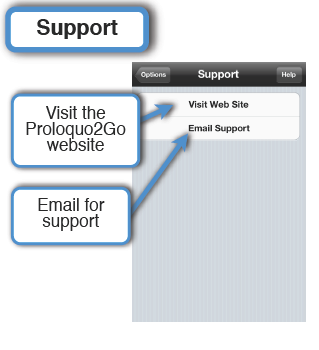 Support
Options
Support
Help
Visit Web Site
Email Support
Visit the
Proloquo2Go
website
Email for
support